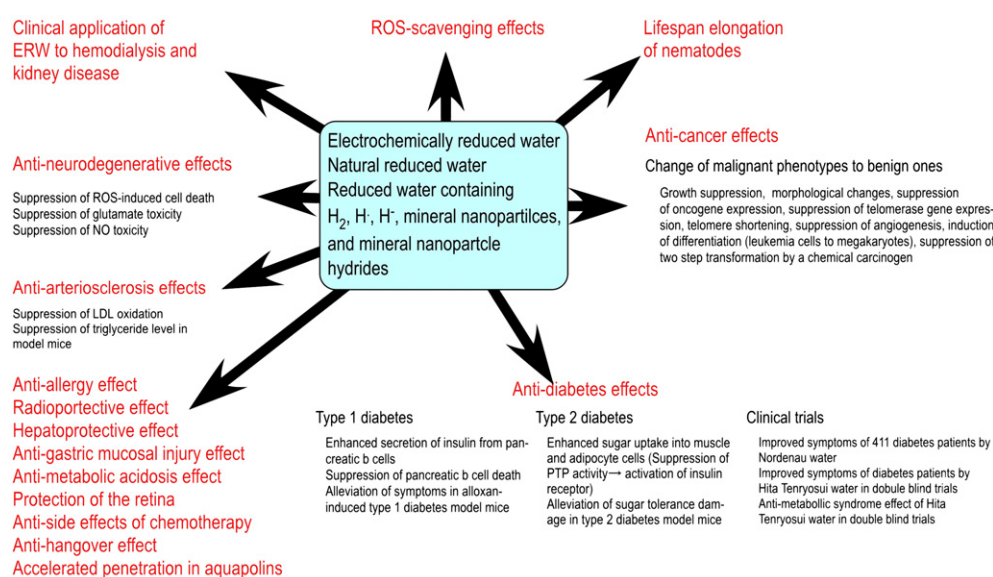 Clinical application of
ERW to hemodialysis and
kidney disease
ROS-scavenging effects
Lifespan elongation
of nematodes
Electrochemically reduced water
Natural reduced water
Reduced water containing
H₂, H·, H⁻, mineral nanopartilces,
and mineral nanopartcle
hydrides
Anti-neurodegenerative effects
Suppression of ROS-induced cell death
Suppression of glutamate toxicity
Suppression of NO toxicity
Anti-cancer effects
Change of malignant phenotypes to benign ones
Growth suppression, morphological changes, suppression
of oncogene expression, suppression of telomerase gene expres-
sion, telomere shortening, suppression of angiogenesis, induction
of differentiation (leukemia cells to megakaryotes), suppression of
two step transformation by a chemical carcinogen
Anti-arteriosclerosis effects
Suppression of LDL oxidation
Suppression of triglyceride level in
model mice
Anti-allergy effect
Radioportective effect
Hepatoprotective effect
Anti-gastric mucosal injury effect
Anti-metabolic acidosis effect
Protection of the retina
Anti-side effects of chemotherapy
Anti-hangover effect
Accelerated penetration in aquapolins
Anti-diabetes effects
Type 1 diabetes
Enhanced secretion of insulin from pan-
creatic b cells
Suppression of pancreatic b cell death
Alleviation of symptoms in alloxan-
induced type 1 diabetes model mice
Type 2 diabetes
Enhanced sugar uptake into muscle
and adipocyte cells (Suppression of
PTP activity→ activation of insulin
receptor)
Alleviation of sugar tolerance dam-
age in type 2 diabetes model mice
Clinical trials
Improved symptoms of 411 diabetes patients by
Nordenau water
Improved symptoms of diabetes patients by
Hita Tenryosui water in dobule blind trials
Anti-metabollic syndrome effect of Hita
Tenryosui water in double blind trials